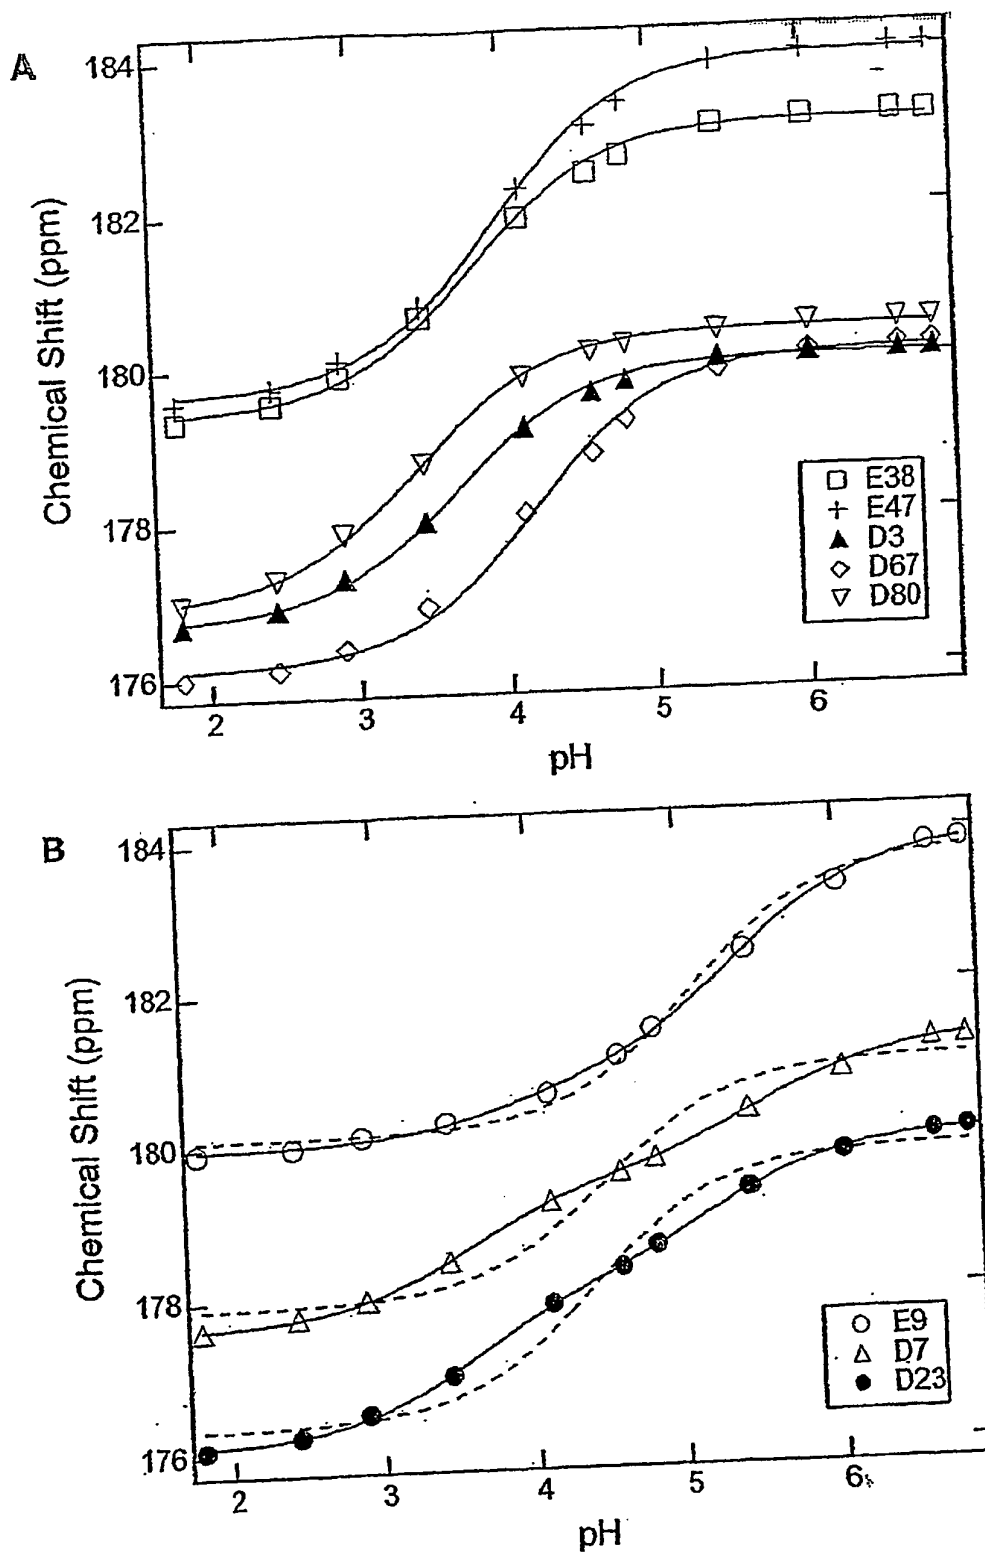 A
184
182
180
178
176
Chemical Shift (ppm)
E38
E47
D3
D67
D80
2 3 4 5 6
pH
B
184
182
180
178
176
Chemical Shift (ppm)
E9
D7
D23
2 3 4 5 6
pH